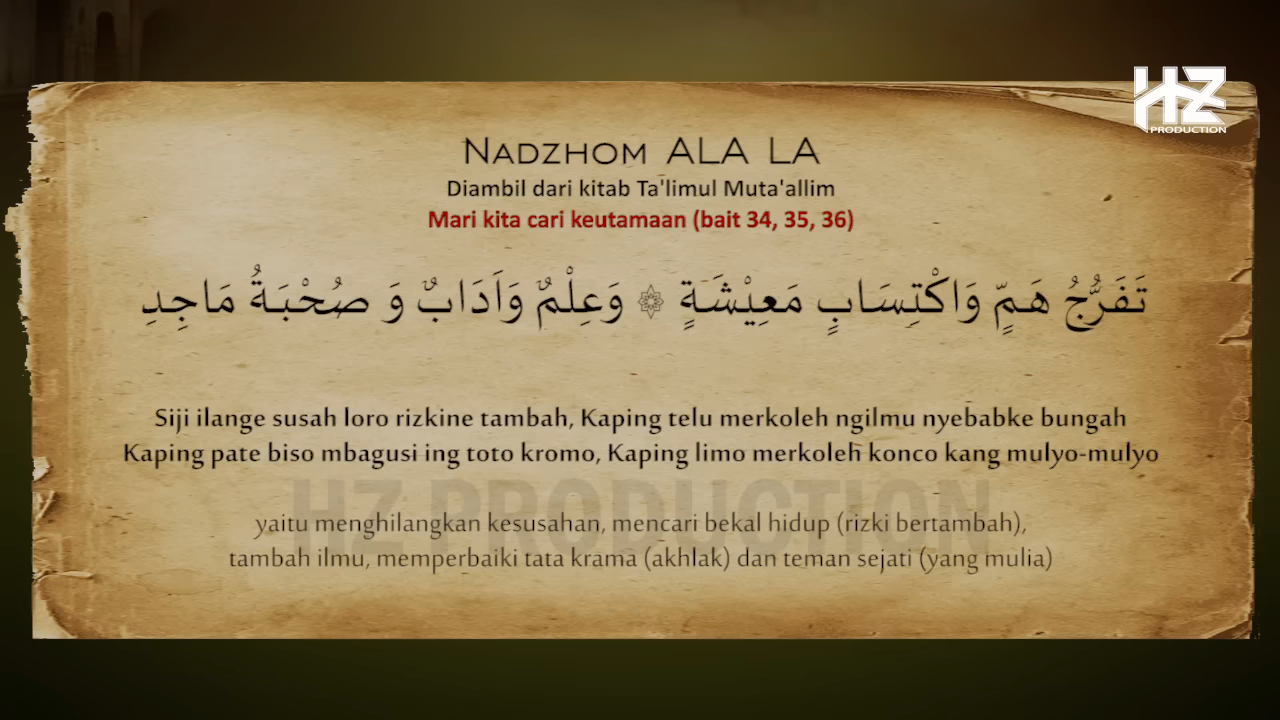 HZ
PRODUCTION
NADZHOM ALA LA
Diambil dari kitab Ta'limul Muta'allim
Mari kita cari keutamaan (bait 34, 35, 36)
تَفَرُّجُ هَمٍّ وَاكْتِسَابِ مَعِيْشَةٍ ۞ وَعِلْمٌ وَاَدَابٌ وَ صُحْبَةُ مَاجِدِ
Siji ilange susah loro rizkine tambah, Kaping telu merkoleh ngilmu nyebabke bungah
Kaping pate biso mbagusi ing toto kromo, Kaping limo merkoleh konco kang mulyo-mulyo
HZ PRODUCTION
yaitu menghilangkan kesusahan, mencari bekal hidup (rizki bertambah),
tambah ilmu, memperbaiki tata krama (akhlak) dan teman sejati (yang mulia)